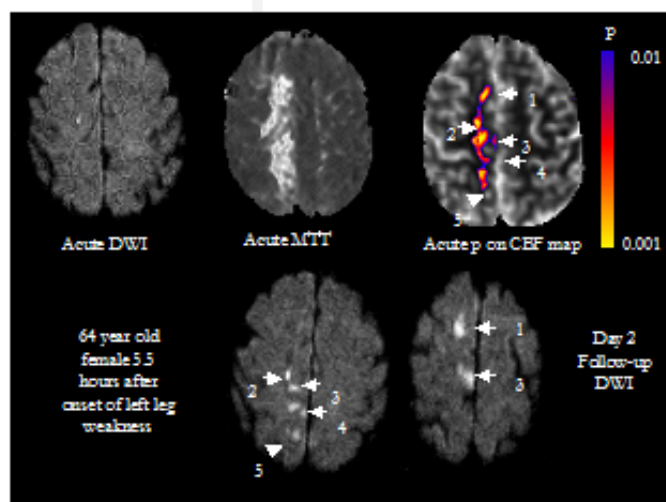 P
0.01
1
2
3
4
5
0.001
Acute DWI
Acute MTT
Acute p on CBF map
64 year old
female 5.5
hours after
onset of left leg
weakness
2
3
4
5
1
3
Day 2
Follow-up
DWI